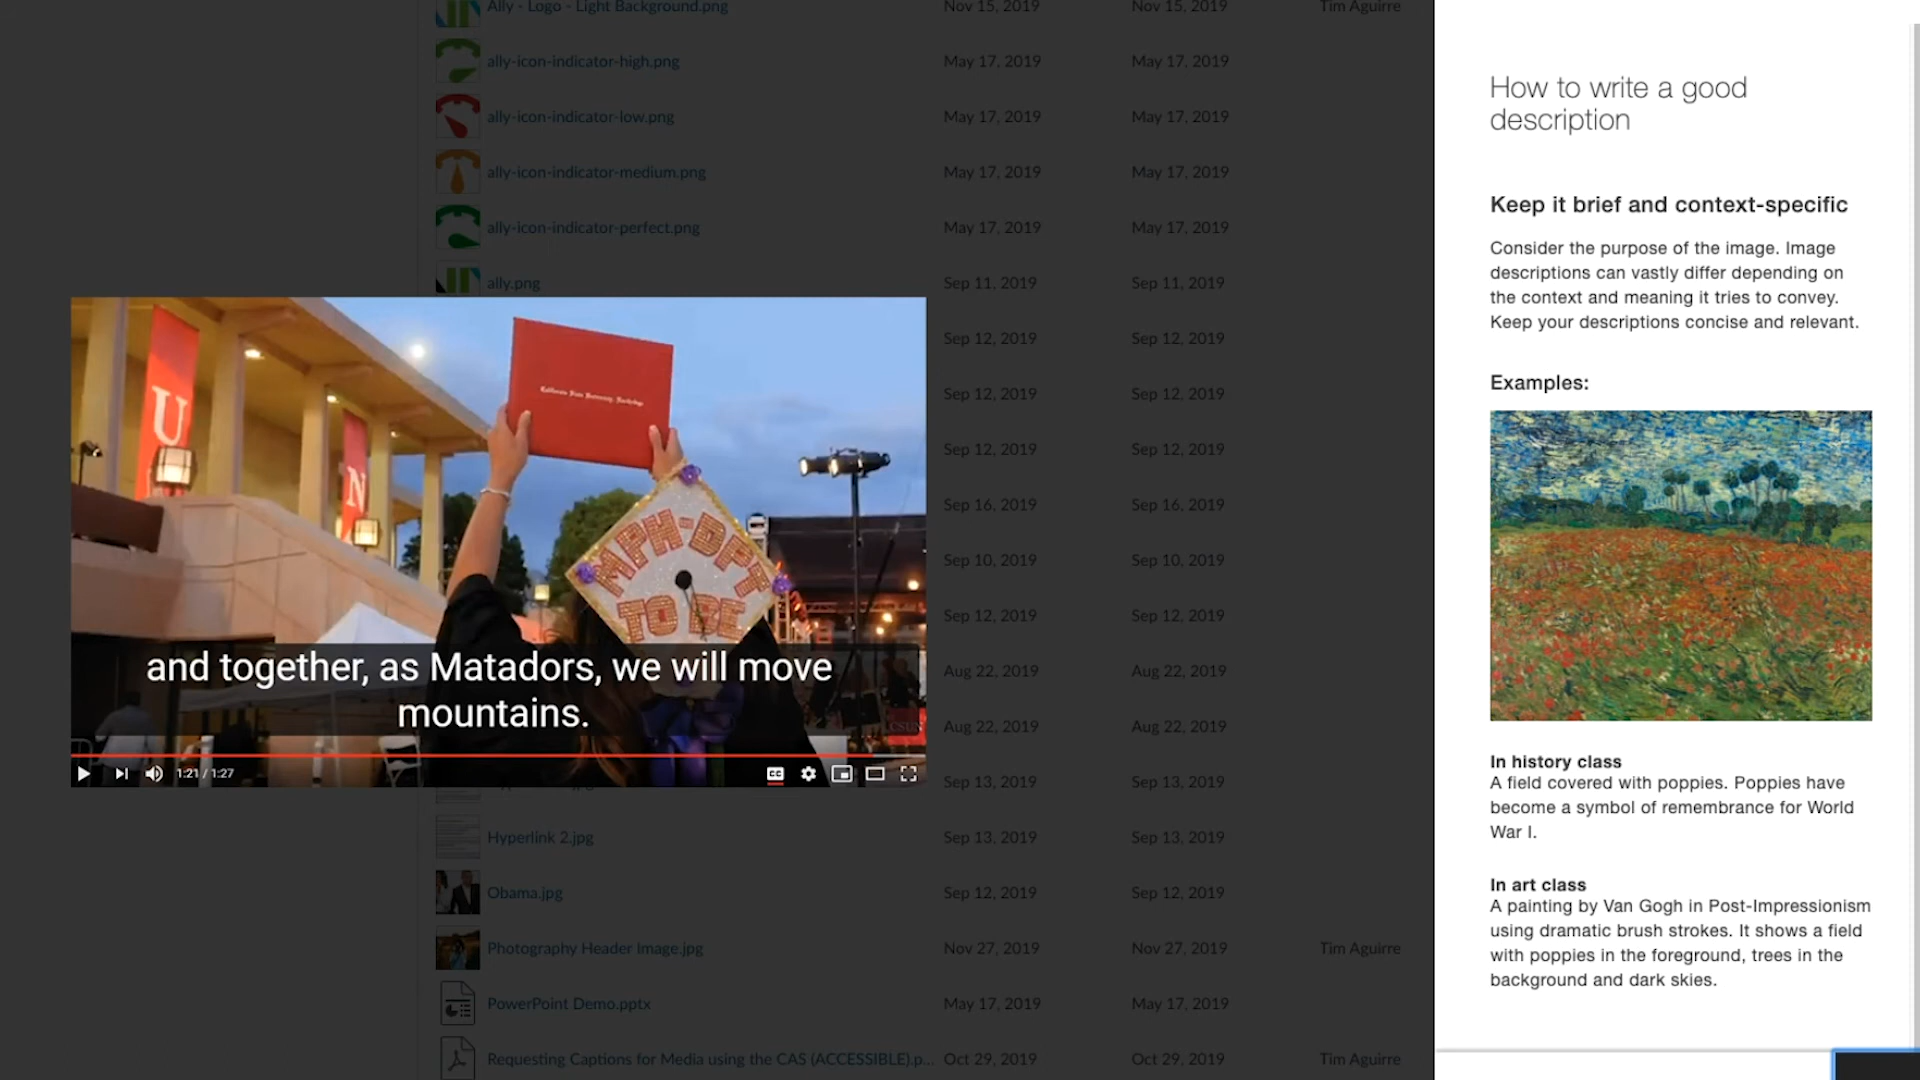 Ally - Logo - Light Background.png Nov 15, 2019 Nov 15, 2019 Tim Aguirre
ally-icon-indicator-high.png May 17, 2019 May 17, 2019
ally-icon-indicator-low.png May 17, 2019 May 17, 2019
ally-icon-indicator-medium.png May 17, 2019 May 17, 2019
ally-icon-indicator-perfect.png May 17, 2019 May 17, 2019
ally.png Sep 11, 2019 Sep 11, 2019
Sep 12, 2019 Sep 12, 2019
Sep 12, 2019 Sep 12, 2019
Sep 12, 2019 Sep 12, 2019
Sep 16, 2019 Sep 16, 2019
Sep 10, 2019 Sep 10, 2019
Sep 12, 2019 Sep 12, 2019
Aug 22, 2019 Aug 22, 2019
Aug 22, 2019 Aug 22, 2019
Sep 13, 2019 Sep 13, 2019
Hyperlink 2.jpg Sep 13, 2019 Sep 13, 2019
Obama.jpg Sep 12, 2019 Sep 12, 2019
Photography Header Image.jpg Nov 27, 2019 Nov 27, 2019 Tim Aguirre
PowerPoint Demo.pptx May 17, 2019 May 17, 2019
Requesting Captions for Media using the CAS (ACCESSIBLE).p... Oct 29, 2019 Oct 29, 2019 Tim Aguirre
U
N
California State University, Northridge
MPH-DPT
TO BE
CSUN
and together, as Matadors, we will move
mountains.
1:21 / 1:27
CC
How to write a good
description
Keep it brief and context-specific
Consider the purpose of the image. Image
descriptions can vastly differ depending on
the context and meaning it tries to convey.
Keep your descriptions concise and relevant.
Examples:
In history class
A field covered with poppies. Poppies have
become a symbol of remembrance for World
War I.
In art class
A painting by Van Gogh in Post-Impressionism
using dramatic brush strokes. It shows a field
with poppies in the foreground, trees in the
background and dark skies.